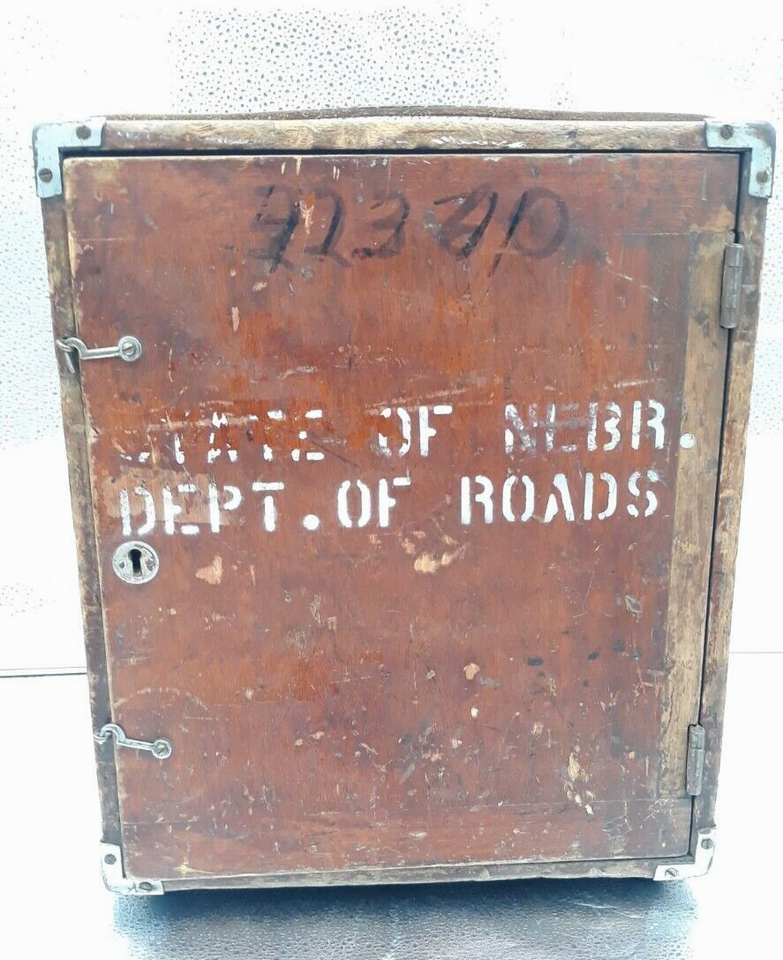 STATE OF NEBR.
DEPT. OF ROADS